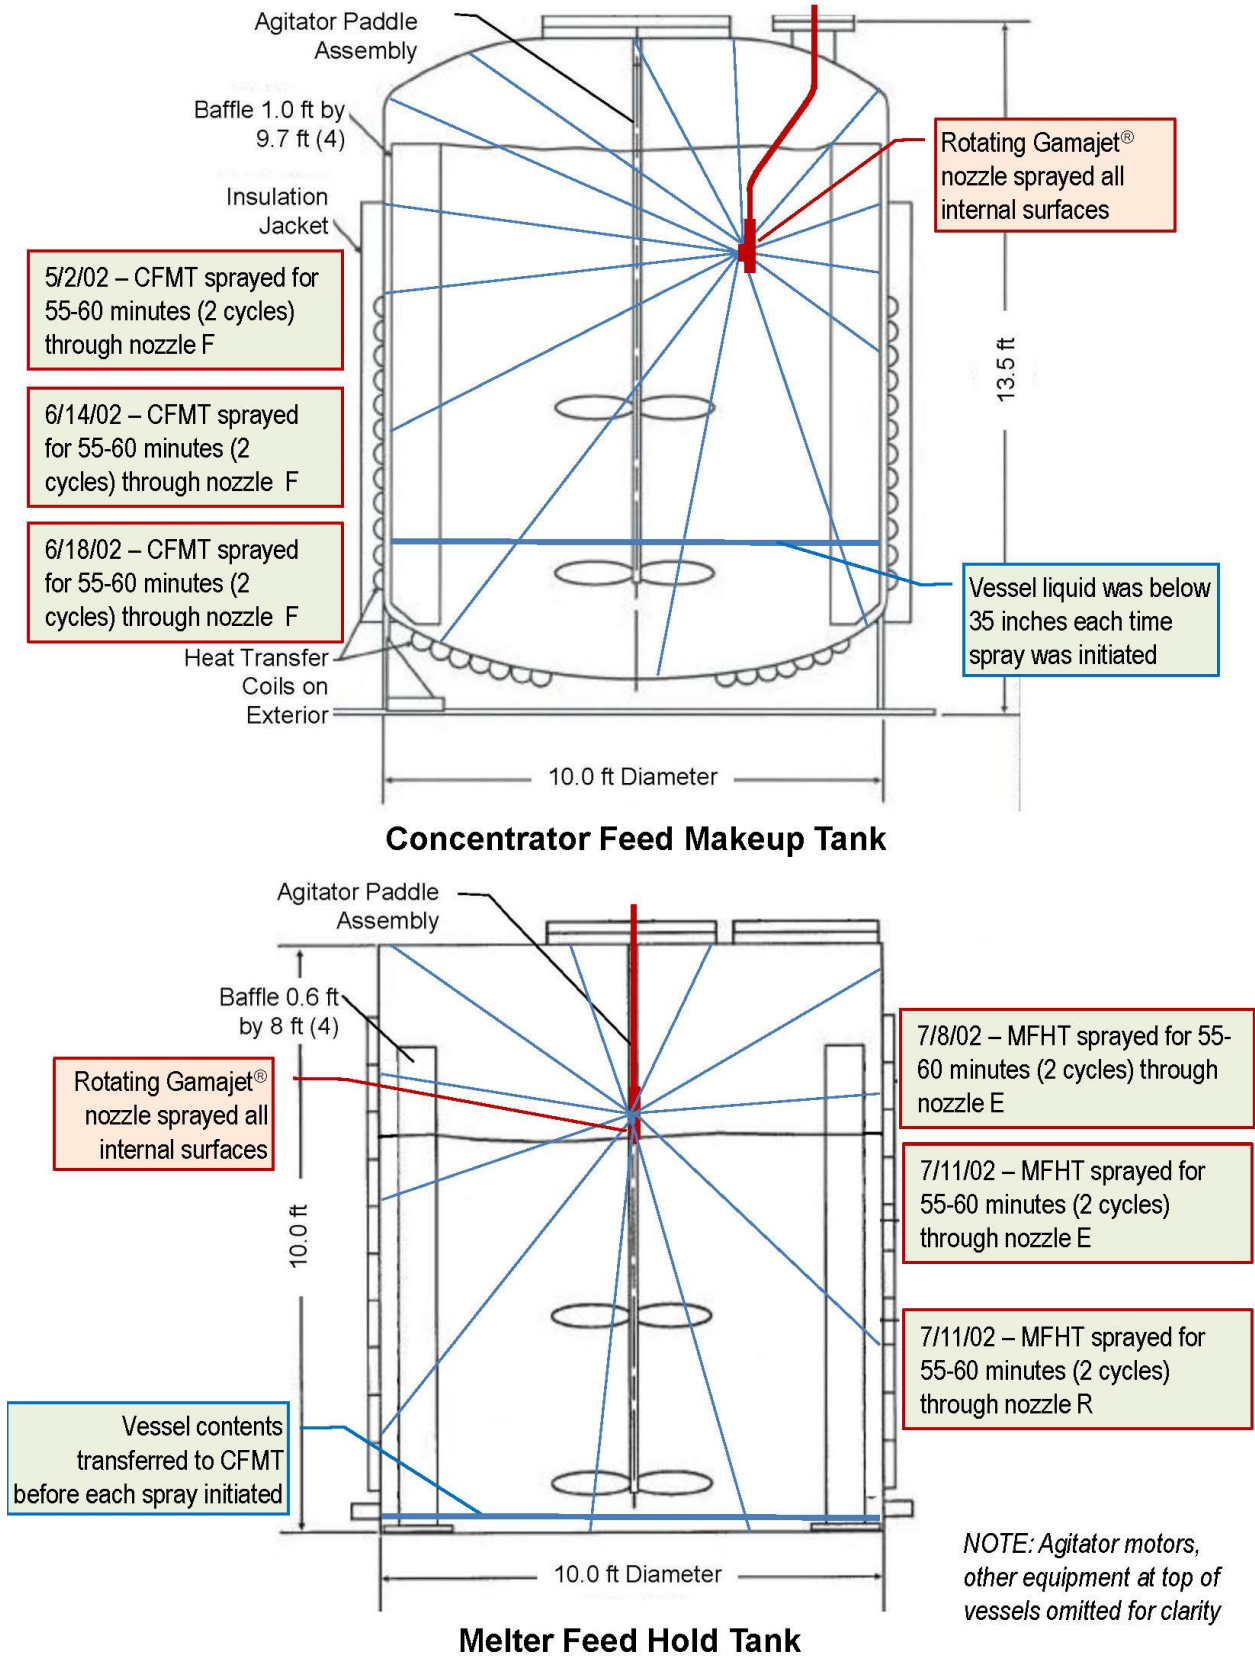 Agitator Paddle
Assembly
Baffle 1.0 ft by
9.7 ft (4)
Insulation
Jacket
Rotating Gamajet®
nozzle sprayed all
internal surfaces
5/2/02 – CFMT sprayed for
55-60 minutes (2 cycles)
through nozzle F
6/14/02 – CFMT sprayed
for 55-60 minutes (2
cycles) through nozzle F
6/18/02 – CFMT sprayed
for 55-60 minutes (2
cycles) through nozzle F
13.5 ft
Vessel liquid was below
35 inches each time
spray was initiated
Heat Transfer
Coils on
Exterior
10.0 ft Diameter
Concentrator Feed Makeup Tank
Agitator Paddle
Assembly
Baffle 0.6 ft
by 8 ft (4)
Rotating Gamajet®
nozzle sprayed all
internal surfaces
10.0 ft
7/8/02 – MFHT sprayed for 55-
60 minutes (2 cycles) through
nozzle E
7/11/02 – MFHT sprayed for
55-60 minutes (2 cycles)
through nozzle E
7/11/02 – MFHT sprayed for
55-60 minutes (2 cycles)
through nozzle R
Vessel contents
transferred to CFMT
before each spray initiated
10.0 ft Diameter
NOTE: Agitator motors,
other equipment at top of
vessels omitted for clarity
Melter Feed Hold Tank